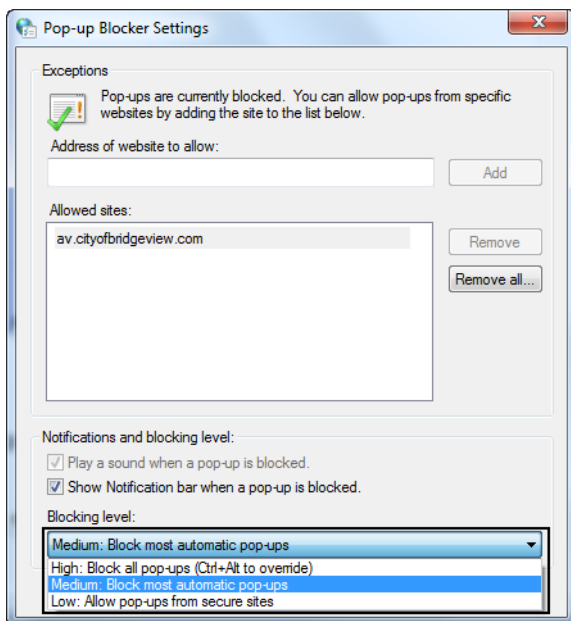 Pop-up Blocker Settings
Exceptions
Pop-ups are currently blocked. You can allow pop-ups from specific
websites by adding the site to the list below.
Address of website to allow:
Add
Allowed sites:
av.cityofbridgeview.com
Remove
Remove all...
Notifications and blocking level:
Play a sound when a pop-up is blocked.
Show Notification bar when a pop-up is blocked.
Blocking level:
Medium: Block most automatic pop-ups
High: Block all pop-ups (Ctrl+Alt to override)
Medium: Block most automatic pop-ups
Low: Allow pop-ups from secure sites